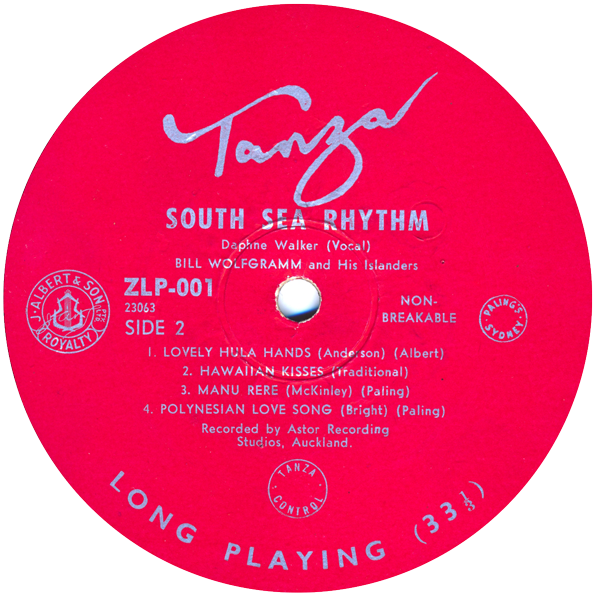 Tanza
SOUTH SEA RHYTHM
Daphne Walker (Vocal)
BILL WOLFGRAMM and His Islanders
ZLP-001
23063
SIDE 2
NON-
BREAKABLE
J. ALBERT & SON PTY LTD
ROYALTY
PALING'S
SYDNEY
1. LOVELY HULA HANDS (Anderson) (Albert)
2. HAWAIIAN KISSES (Traditional)
3. MANU RERE (McKinley) (Paling)
4. POLYNESIAN LOVE SONG (Bright) (Paling)
Recorded by Astor Recording
Studios, Auckland.
TANZA
CONTROL
LONG PLAYING (33⅓)